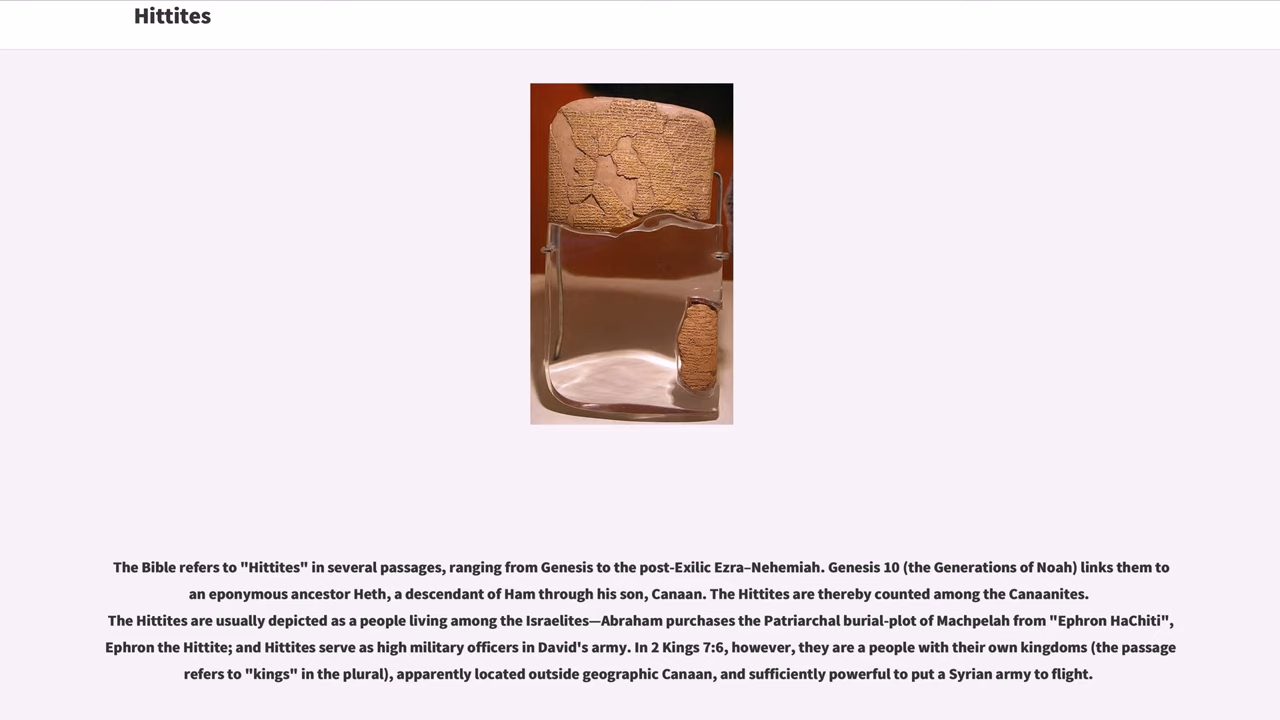 Hittites
The Bible refers to "Hittites" in several passages, ranging from Genesis to the post-Exilic Ezra–Nehemiah. Genesis 10 (the Generations of Noah) links them to
an eponymous ancestor Heth, a descendant of Ham through his son, Canaan. The Hittites are thereby counted among the Canaanites.
The Hittites are usually depicted as a people living among the Israelites—Abraham purchases the Patriarchal burial-plot of Machpelah from "Ephron HaChiti",
Ephron the Hittite; and Hittites serve as high military officers in David's army. In 2 Kings 7:6, however, they are a people with their own kingdoms (the passage
refers to "kings" in the plural), apparently located outside geographic Canaan, and sufficiently powerful to put a Syrian army to flight.